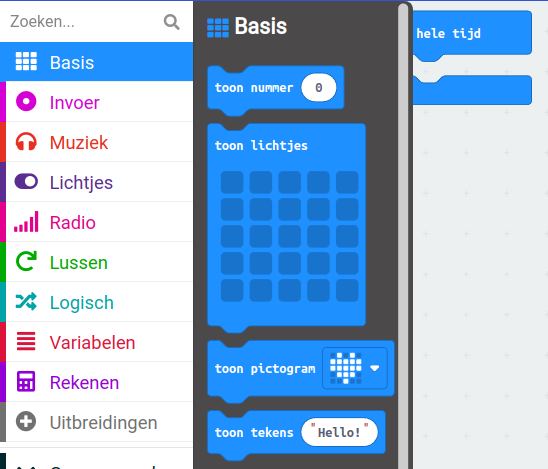 Zoeken...
Basis
Invoer
Muziek
Lichtjes
Radio
Lussen
Logisch
Variabelen
Rekenen
Uitbreidingen
Basis
toon nummer 0
toon lichtjes
toon pictogram
toon tekens "Hello!"
hele tijd